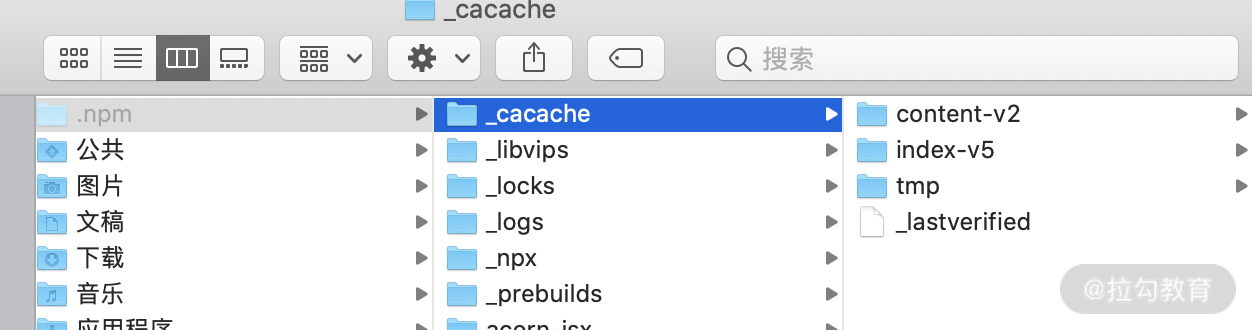 _cacache
搜索
.npm
公共
图片
文稿
下载
音乐
应用程序
_cacache
_libvips
_locks
_logs
_npx
_prebuilds
acorn-jsx
content-v2
index-v5
tmp
_lastverified
@拉勾教育